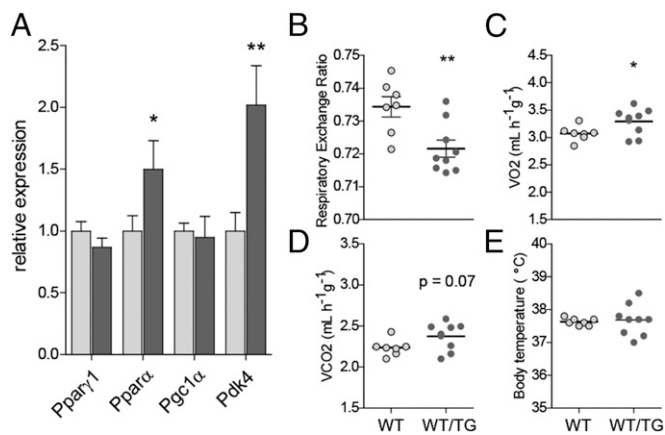 A
relative expression
2.5
2.0
1.5
1.0
0.5
0.0
*
**
Pparγ1
Pparα
Pgc1α
Pdk4
B
Respiratory Exchange Ratio
0.74
0.73
0.72
0.70
**
C
VO2 (mL h⁻¹g⁻¹)
4.5
4.0
3.5
3.0
2.5
2.0
1.5
*
D
VCO2 (mL h⁻¹g⁻¹)
3.5
3.0
2.5
2.0
1.5
p = 0.07
WT
WT/TG
E
Body temperature ( °C)
40
39
38
37
36
35
WT
WT/TG